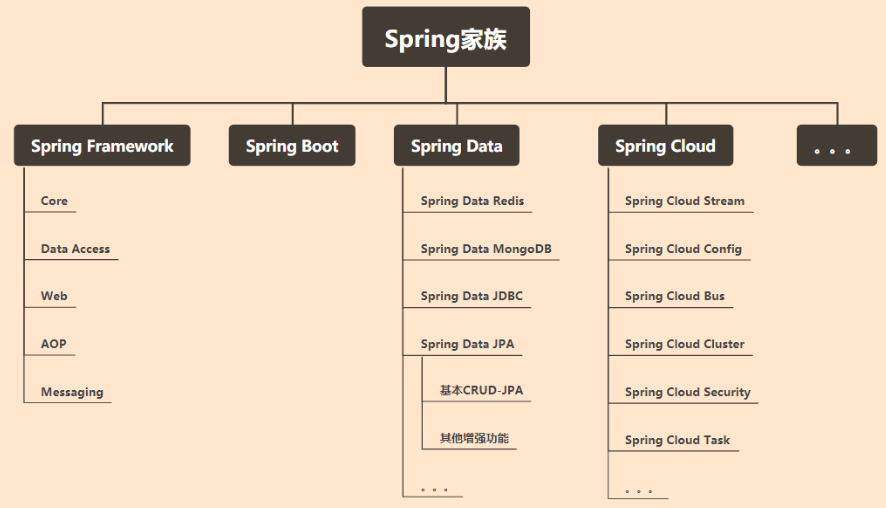 Spring家族
Spring Framework
Spring Boot
Spring Data
Spring Cloud
。。。
Core
Data Access
Web
AOP
Messaging
Spring Data Redis
Spring Data MongoDB
Spring Data JDBC
Spring Data JPA
基本CRUD-JPA
其他增强功能
。。。
Spring Cloud Stream
Spring Cloud Config
Spring Cloud Bus
Spring Cloud Cluster
Spring Cloud Security
Spring Cloud Task
。。。